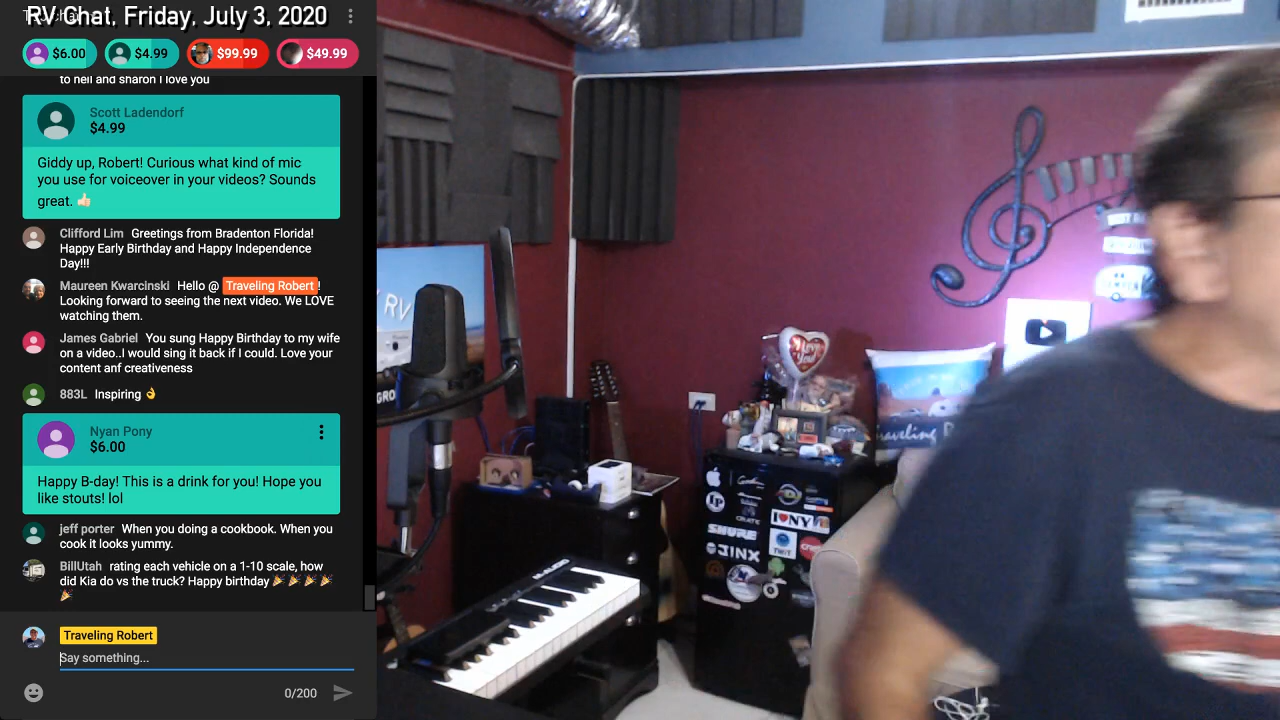 RV Chat, Friday, July 3, 2020
$6.00
$4.99
$99.99
$49.99
to neil and sharon I love you
Scott Ladendorf
$4.99
Giddy up, Robert! Curious what kind of mic
you use for voiceover in your videos? Sounds
great. 👍🏻
Clifford Lim Greetings from Bradenton Florida!
Happy Early Birthday and Happy Independence
Day!!!
Maureen Kwarcinski Hello @ Traveling Robert!
Looking forward to seeing the next video. We LOVE
watching them.
James Gabriel You sung Happy Birthday to my wife
on a video..I would sing it back if I could. Love your
content anf creativeness
883L Inspiring 👌
Nyan Pony
$6.00
Happy B-day! This is a drink for you! Hope you
like stouts! lol
jeff porter When you doing a cookbook. When you
cook it looks yummy.
BillUtah rating each vehicle on a 1-10 scale, how
did Kia do vs the truck? Happy birthday 🎉🎉🎉🎉
🎉
Traveling Robert
Say something...
0/200
RV
I Love
You!
LP
I ♥ NY
SHURE
JINX
TWiT